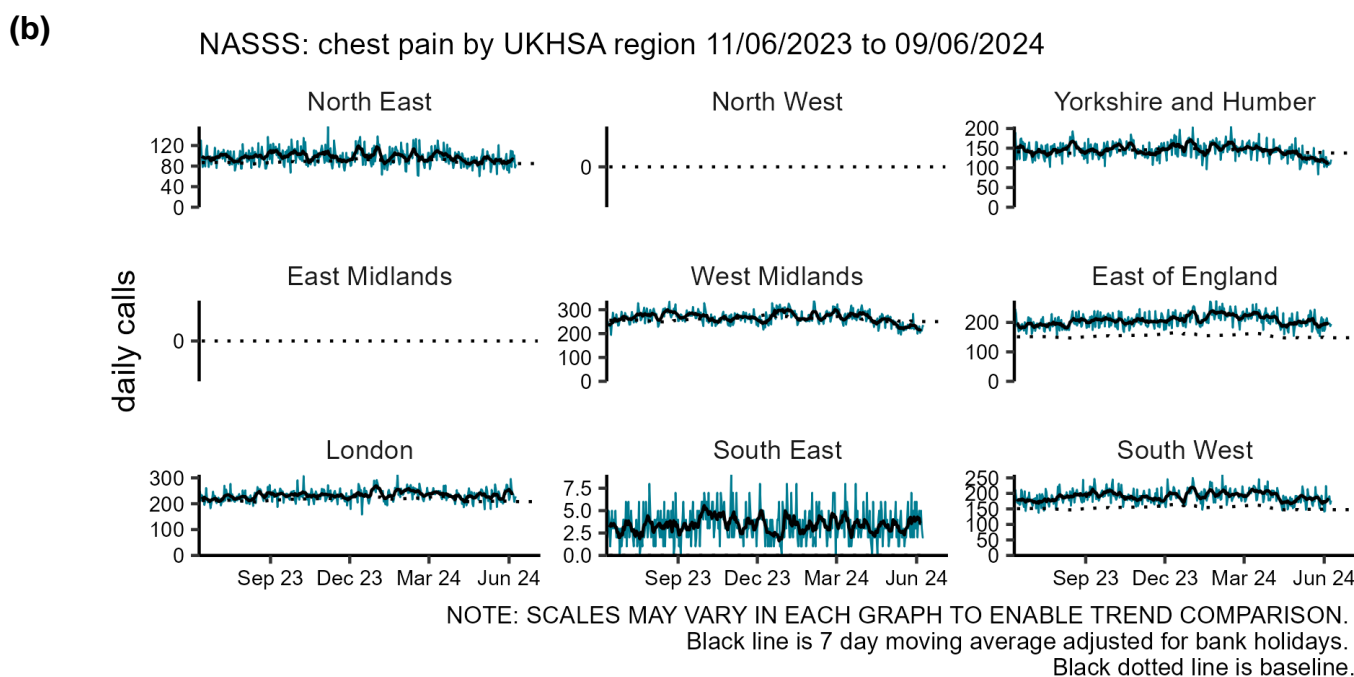 (b)
NASSS: chest pain by UKHSA region 11/06/2023 to 09/06/2024
North East
North West
Yorkshire and Humber
120
80
40
0
0
200
150
100
50
0
daily calls
East Midlands
West Midlands
East of England
0
300
200
100
0
200
100
0
London
South East
South West
300
200
100
0
7.5
5.0
2.5
0.0
250
200
150
100
50
0
Sep 23 Dec 23 Mar 24 Jun 24
Sep 23 Dec 23 Mar 24 Jun 24
Sep 23 Dec 23 Mar 24 Jun 24
NOTE: SCALES MAY VARY IN EACH GRAPH TO ENABLE TREND COMPARISON.
Black line is 7 day moving average adjusted for bank holidays.
Black dotted line is baseline.